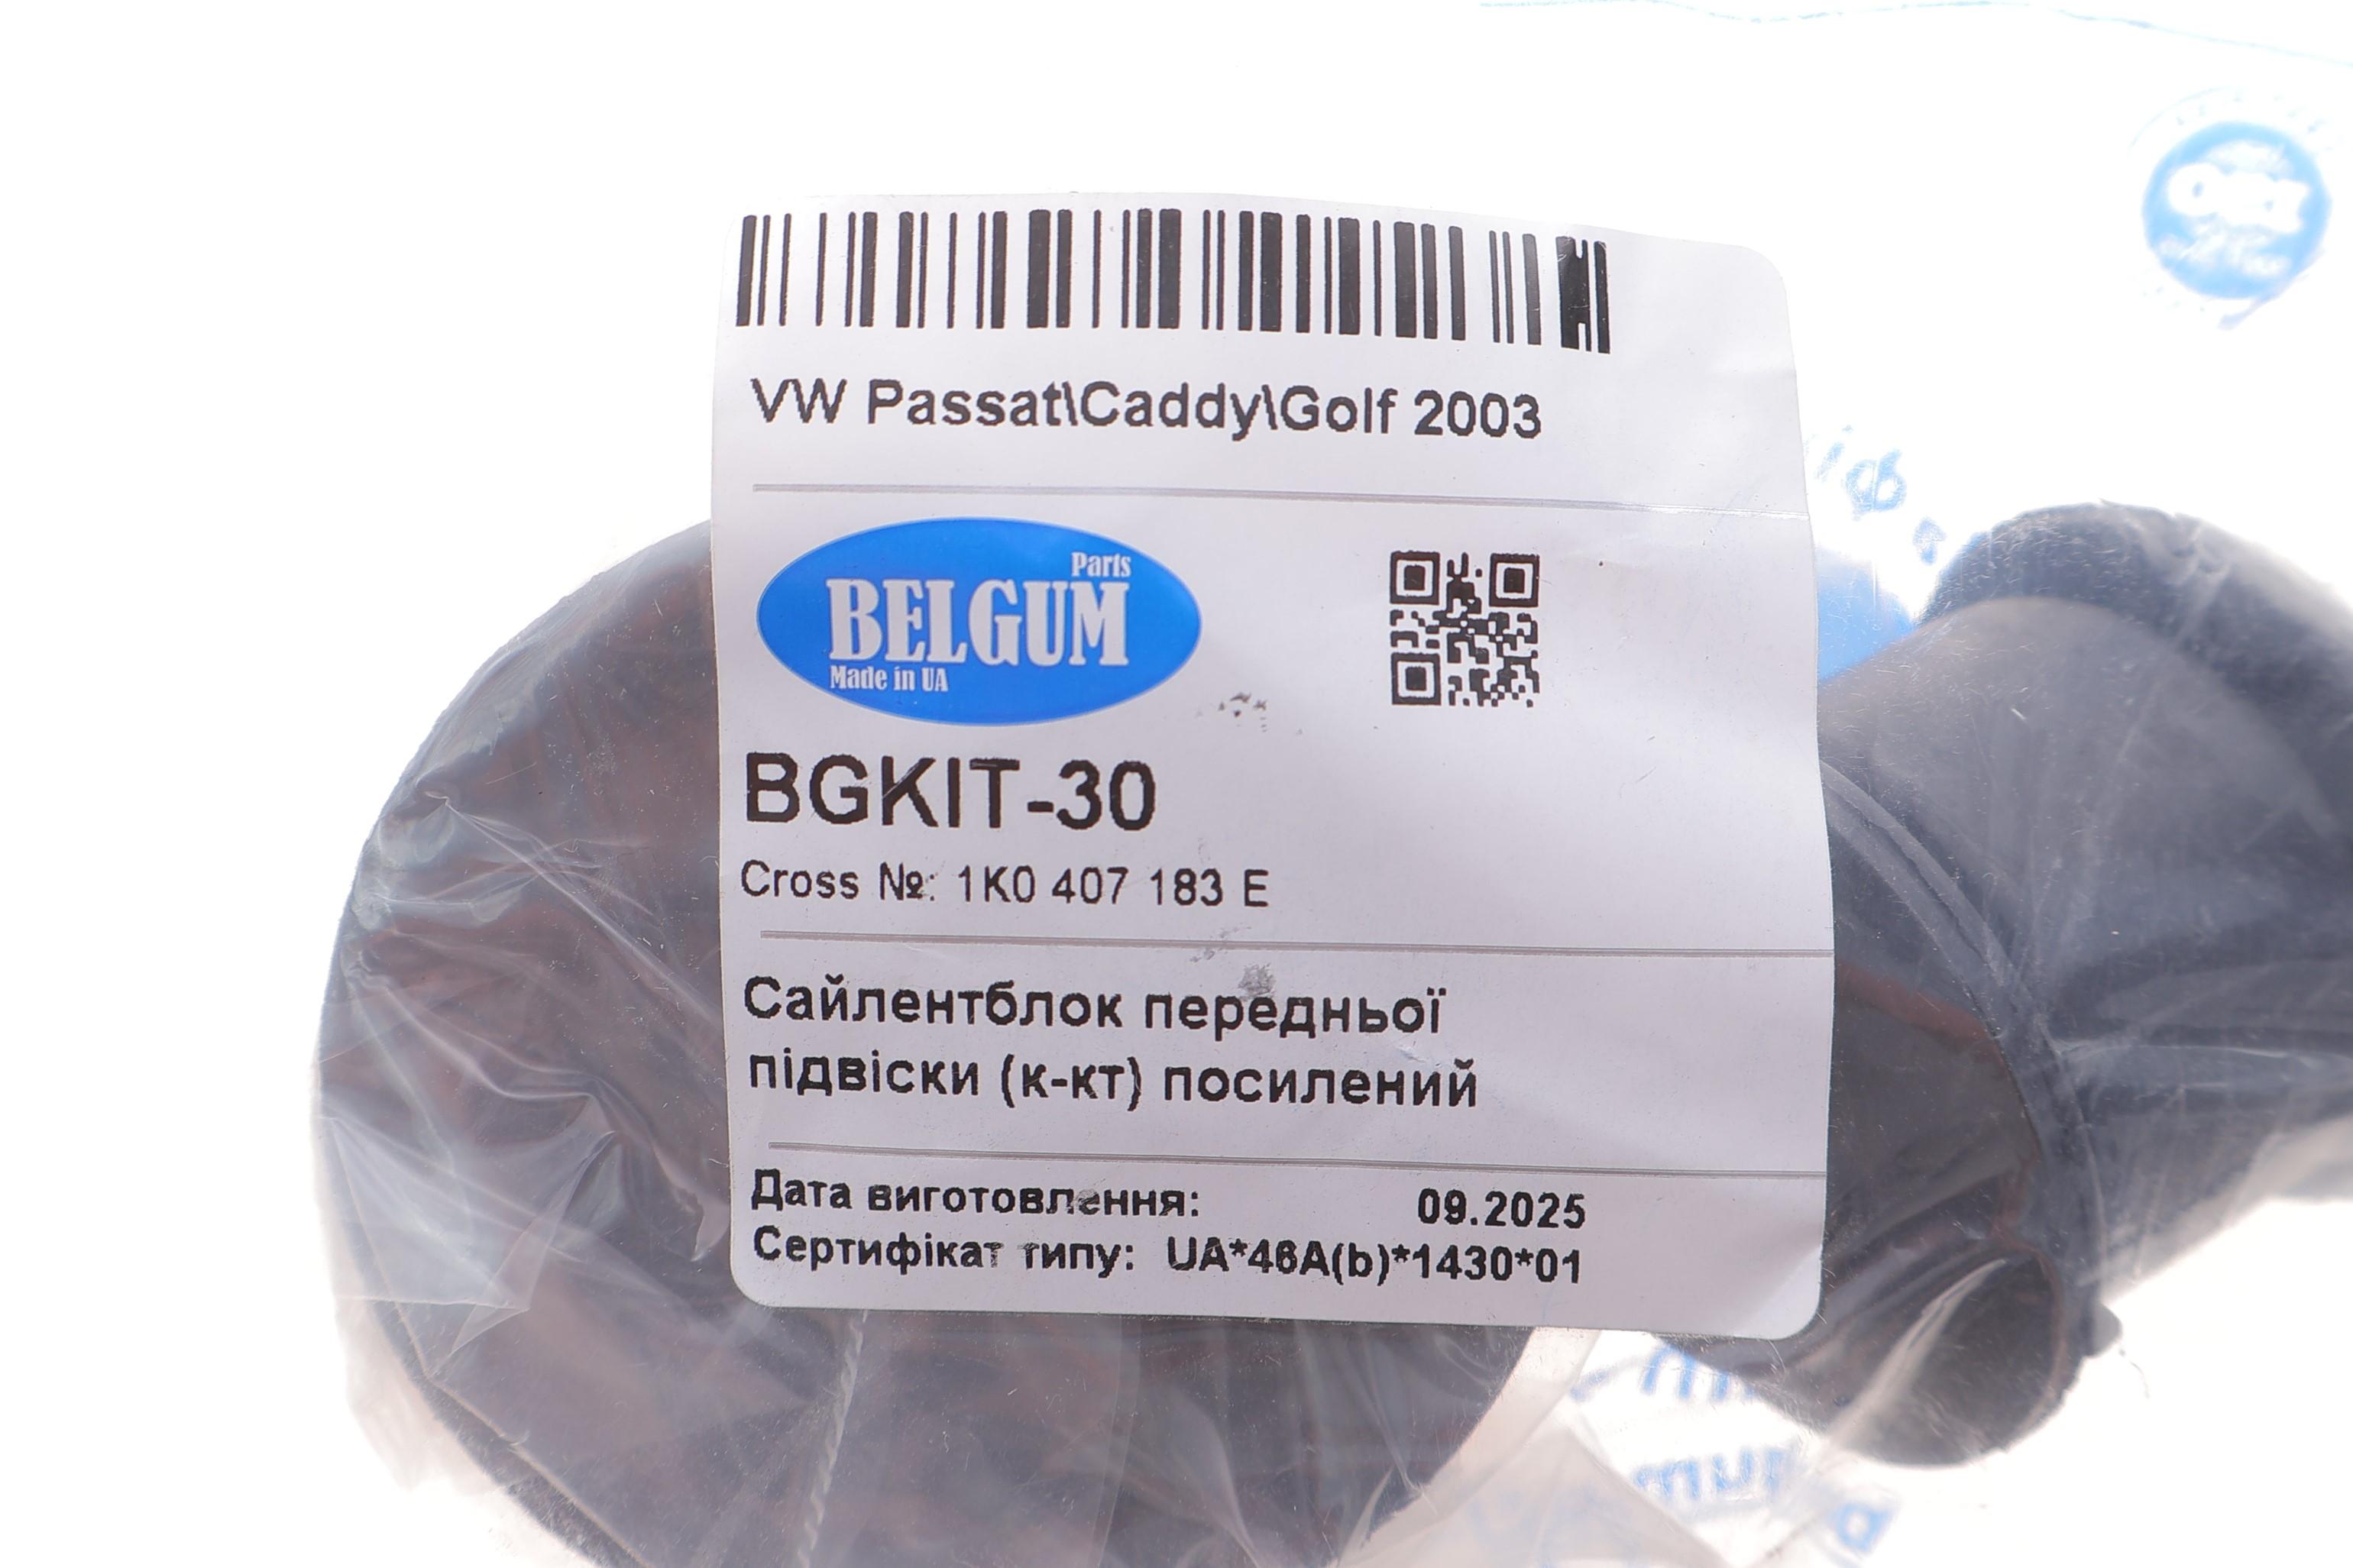 VW Passat\Caddy\Golf 2003
Parts
BELGUM
Made in UA
BGKIT-30
Cross №: 1K0 407 183 E
Сайлентблок передньої
підвіски (к-кт) посилений
Дата виготовлення: 09.2025
Сертифікат типу: UA*46A(b)*1430*01